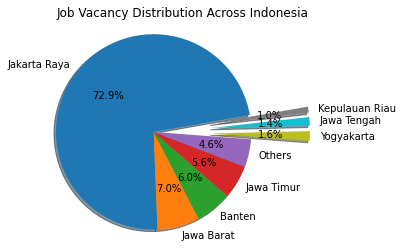 Job Vacancy Distribution Across Indonesia
Jakarta Raya
72.9%
Kepulauan Riau
1.0%
Jawa Tengah
1.4%
Yogyakarta
1.6%
Others
4.6%
Jawa Timur
5.6%
Banten
6.0%
Jawa Barat
7.0%